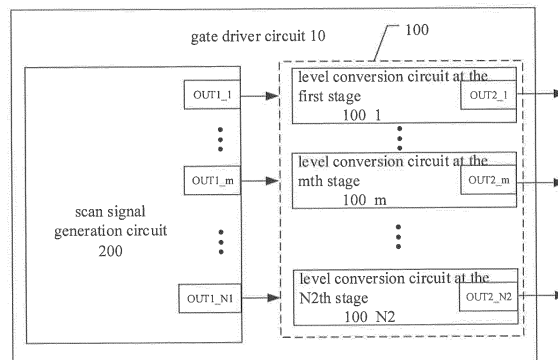 gate driver circuit 10
100
OUT1_1
level conversion circuit at the
first stage
100_1
OUT2_1
OUT1_m
level conversion circuit at the
mth stage
100_m
OUT2_m
scan signal
generation circuit
200
OUT1_N1
level conversion circuit at the
N2th stage
100_N2
OUT2_N2